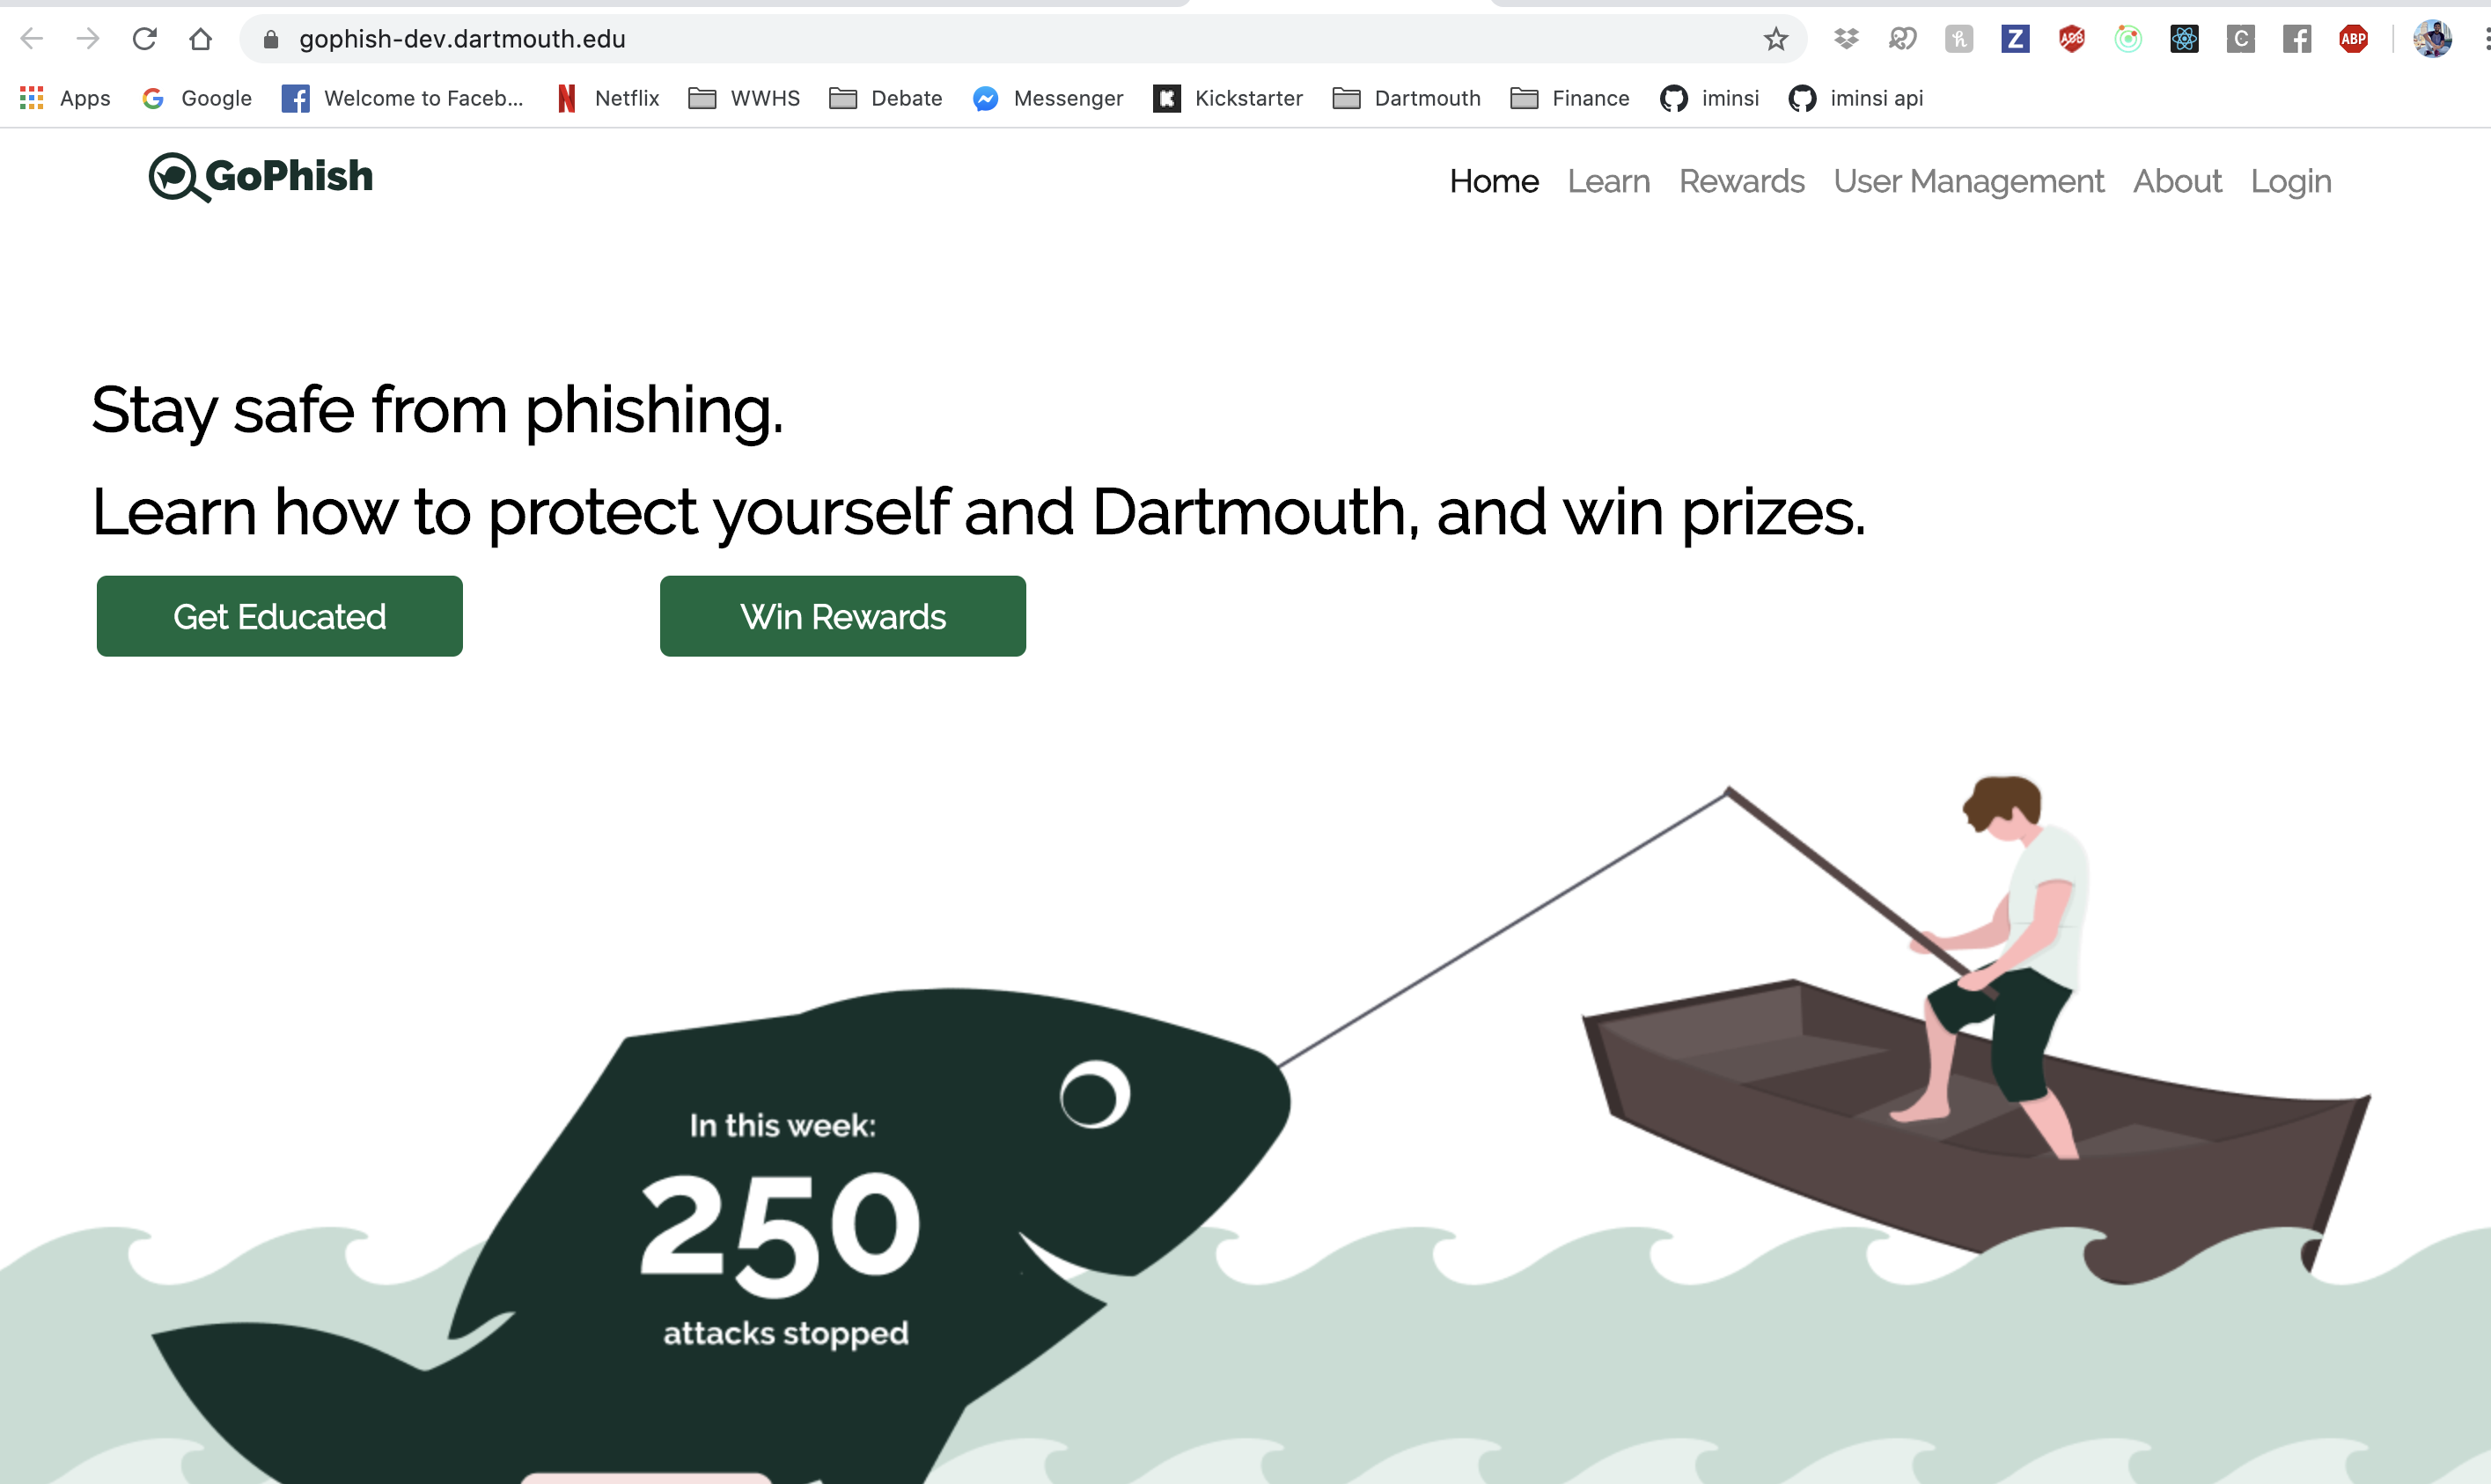 gophish-dev.dartmouth.edu
Z
ADB
C
ABP
Apps
Google
Welcome to Faceb...
Netflix
WWHS
Debate
Messenger
Kickstarter
Dartmouth
Finance
iminsi
iminsi api
GoPhish
Home
Learn
Rewards
User Management
About
Login
Stay safe from phishing.
Learn how to protect yourself and Dartmouth, and win prizes.
Get Educated
Win Rewards
In this week:
250
attacks stopped